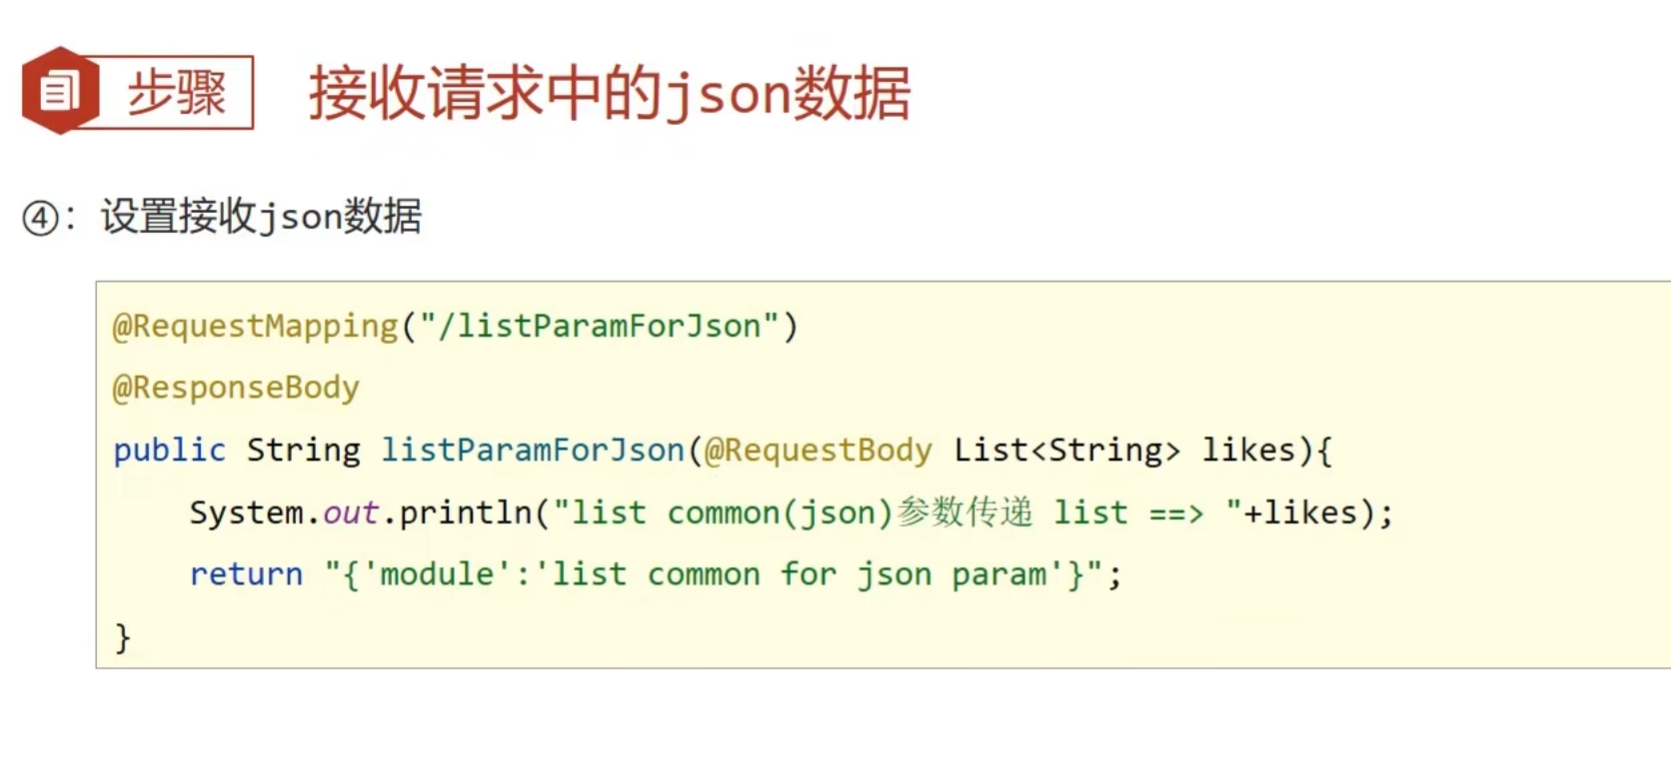 步骤 接收请求中的json数据
④：设置接收json数据
@RequestMapping("/listParamForJson")
@ResponseBody
public String listParamForJson(@RequestBody List<String> likes){
    System.out.println("list common(json)参数传递 list ==> "+likes);
    return "{'module':'list common for json param'}";
}